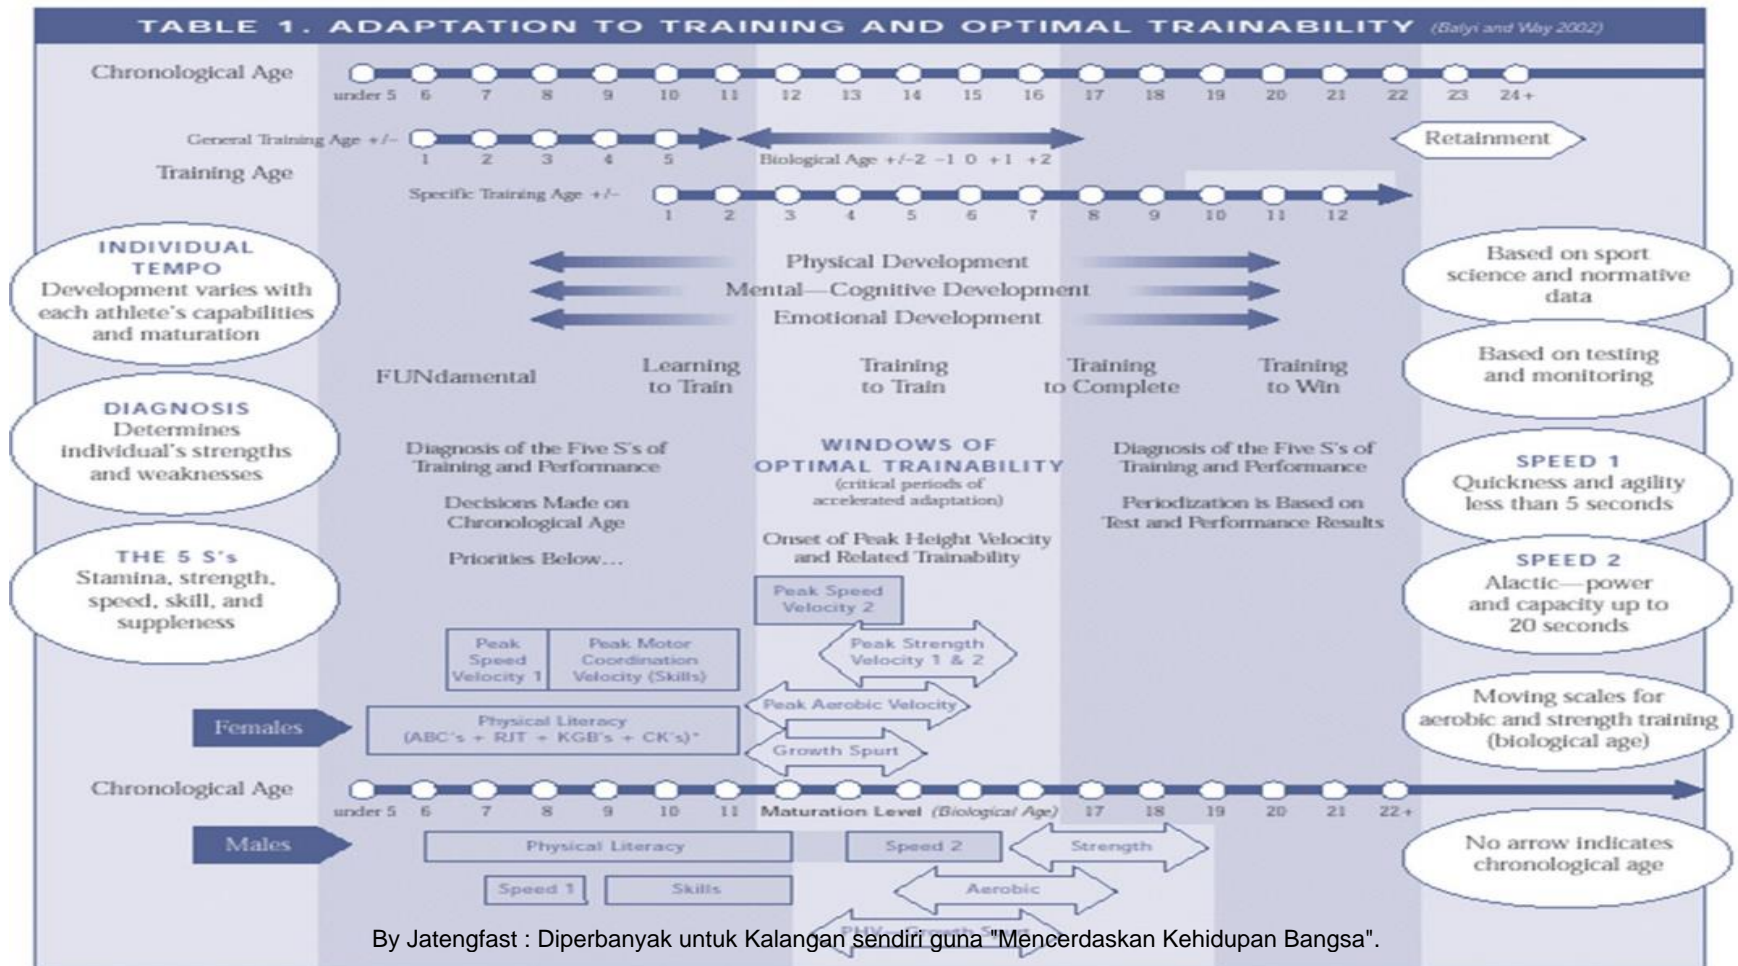 TABLE 1. ADAPTATION TO TRAINING AND OPTIMAL TRAINABILITY (Balyi and Way 2002)
Chronological Age
under 5 6 7 8 9 10 11 12 13 14 15 16 17 18 19 20 21 22 23 24+
General Training Age +/-
1 2 3 4 5
Biological Age +/-2 -1 0 +1 +2
Retainment
Training Age
Specific Training Age +/-
1 2 3 4 5 6 7 8 9 10 11 12
INDIVIDUAL
TEMPO
Development varies with
each athlete's capabilities
and maturation
DIAGNOSIS
Determines
individual's strengths
and weaknesses
THE 5 S's
Stamina, strength,
speed, skill, and
suppleness
Physical Development
Mental—Cognitive Development
Emotional Development
FUNdamental
Learning
to Train
Training
to Train
Training
to Complete
Training
to Win
Diagnosis of the Five S's of
Training and Performance
Decisions Made on
Chronological Age
Priorities Below...
WINDOWS OF
OPTIMAL TRAINABILITY
(critical periods of
accelerated adaptation)
Onset of Peak Height Velocity
and Related Trainability
Diagnosis of the Five S's of
Training and Performance
Periodization is Based on
Test and Performance Results
Based on sport
science and normative
data
Based on testing
and monitoring
SPEED 1
Quickness and agility
less than 5 seconds
SPEED 2
Alactic—power
and capacity up to
20 seconds
Moving scales for
aerobic and strength training
(biological age)
No arrow indicates
chronological age
Peak Speed
Velocity 2
Peak
Speed
Velocity 1
Peak Motor
Coordination
Velocity (Skills)
Peak Strength
Velocity 1 & 2
Peak Aerobic Velocity
Females
Physical Literacy
(ABC's + RJT + KGB's + CK's)*
Growth Spurt
Chronological Age
under 5 6 7 8 9 10 11 Maturation Level (Biological Age) 17 18 19 20 21 22+
Males
Physical Literacy
Speed 2
Strength
Speed 1
Skills
Aerobic
PHV—Growth Spurt
By Jatengfast : Diperbanyak untuk Kalangan sendiri guna "Mencerdaskan Kehidupan Bangsa".